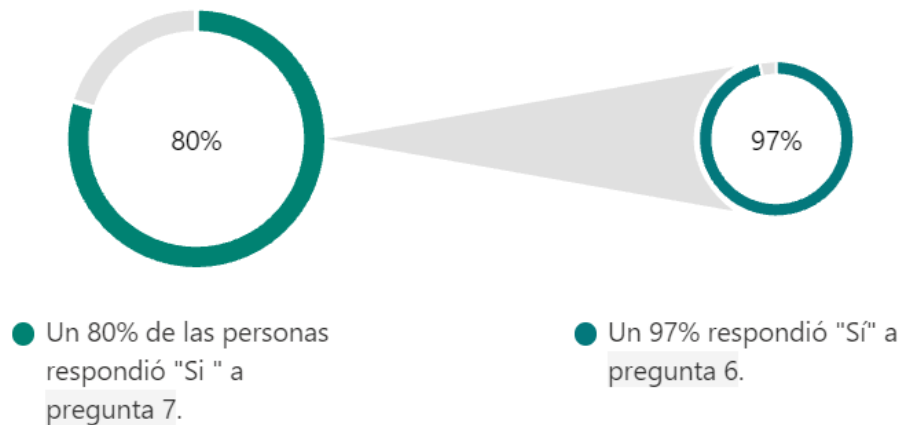 80%
97%
Un 80% de las personas
respondió "Si " a
pregunta 7.
Un 97% respondió "Sí" a
pregunta 6.